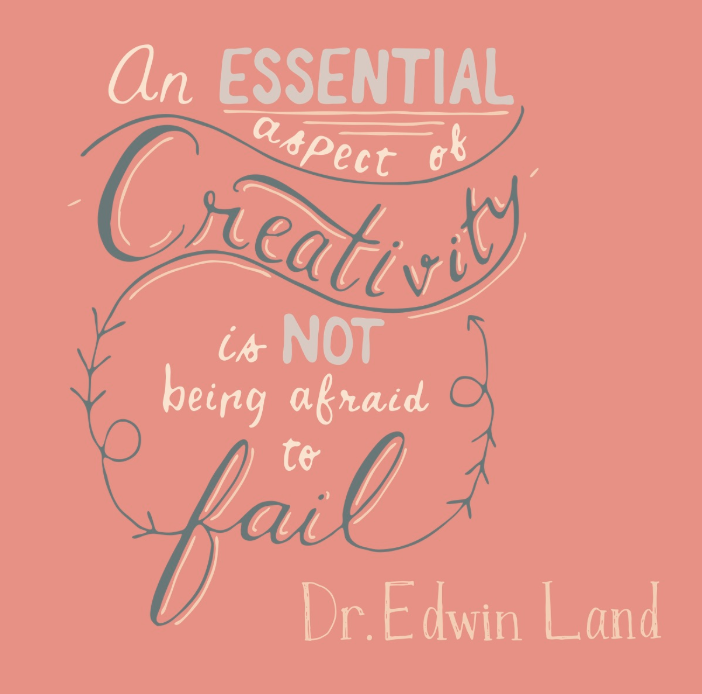 An ESSENTIAL
aspect of
Creativity
is NOT
being afraid
to
fail
Dr. Edwin Land